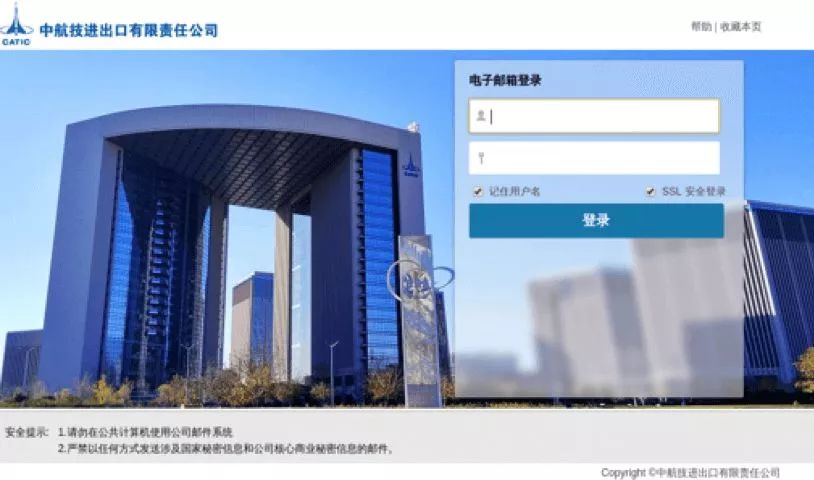 CATIC
中航技进出口有限责任公司
帮助 | 收藏本页
电子邮箱登录
记住用户名
SSL 安全登录
登录
CATIC
安全提示: 1.请勿在公共计算机使用公司邮件系统
2.严禁以任何方式发送涉及国家秘密信息和公司核心商业秘密信息的邮件。
Copyright ©中航技进出口有限责任公司